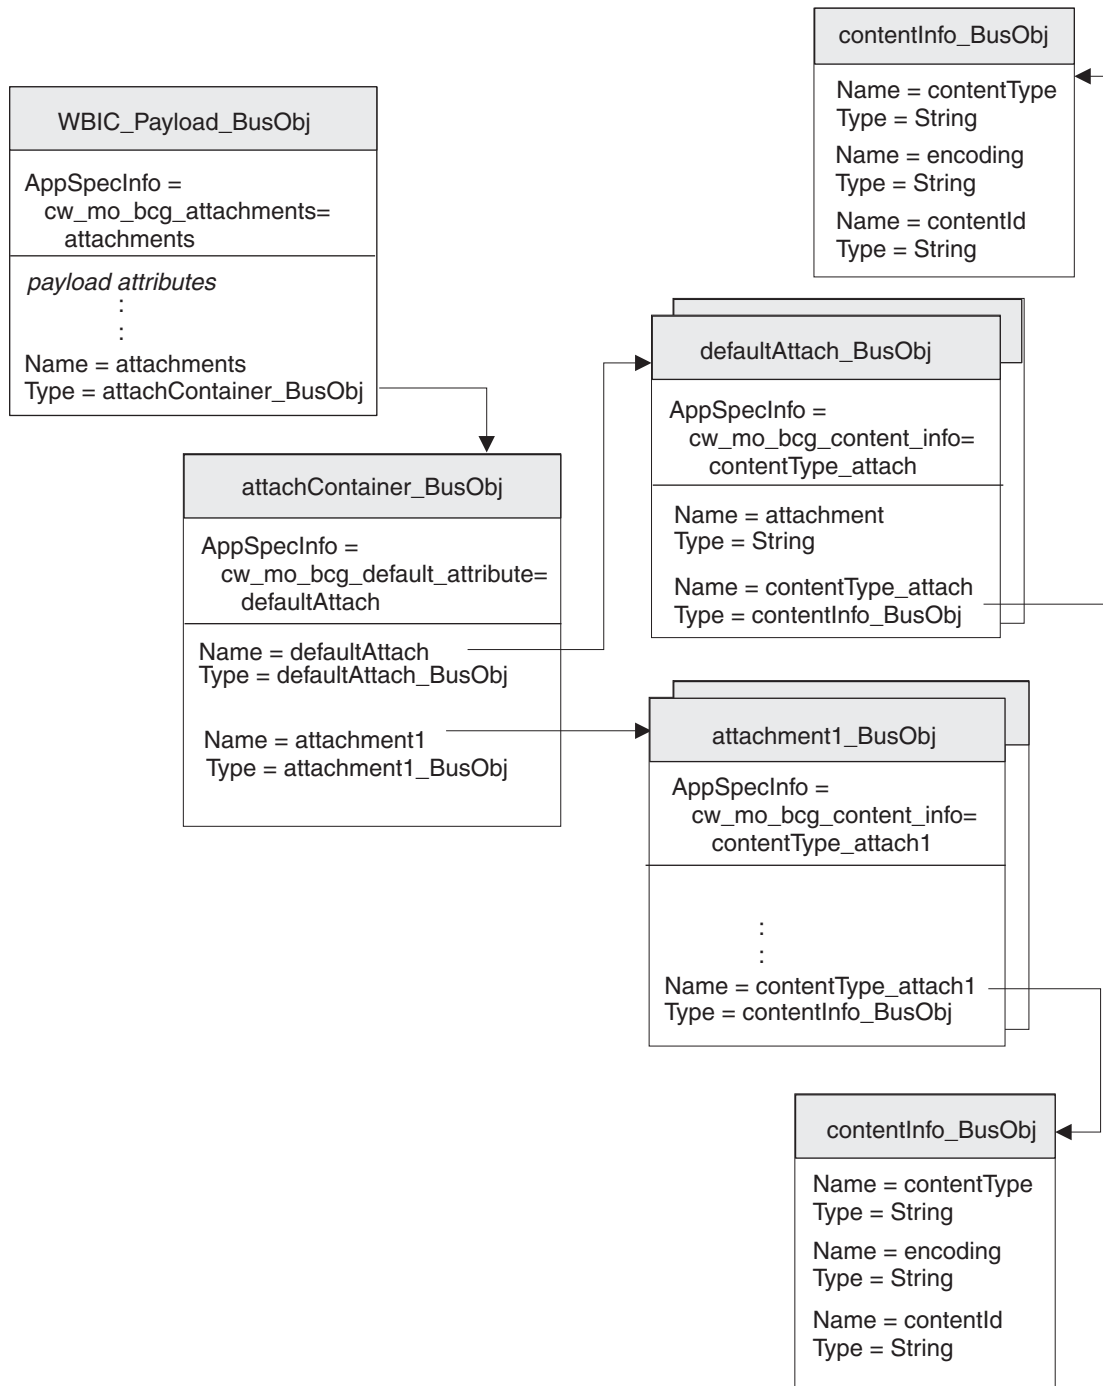 contentInfo_BusObj
Name = contentType
Type = String
Name = encoding
Type = String
Name = contentId
Type = String
WBIC_Payload_BusObj
AppSpecInfo =
cw_mo_bcg_attachments=
attachments
payload attributes
:
:
Name = attachments
Type = attachContainer_BusObj
defaultAttach_BusObj
AppSpecInfo =
cw_mo_bcg_content_info=
contentType_attach
Name = attachment
Type = String
Name = contentType_attach
Type = contentInfo_BusObj
attachContainer_BusObj
AppSpecInfo =
cw_mo_bcg_default_attribute=
defaultAttach
Name = defaultAttach
Type = defaultAttach_BusObj
Name = attachment1
Type = attachment1_BusObj
attachment1_BusObj
AppSpecInfo =
cw_mo_bcg_content_info=
contentType_attach1
:
:
Name = contentType_attach1
Type = contentInfo_BusObj
contentInfo_BusObj
Name = contentType
Type = String
Name = encoding
Type = String
Name = contentId
Type = String